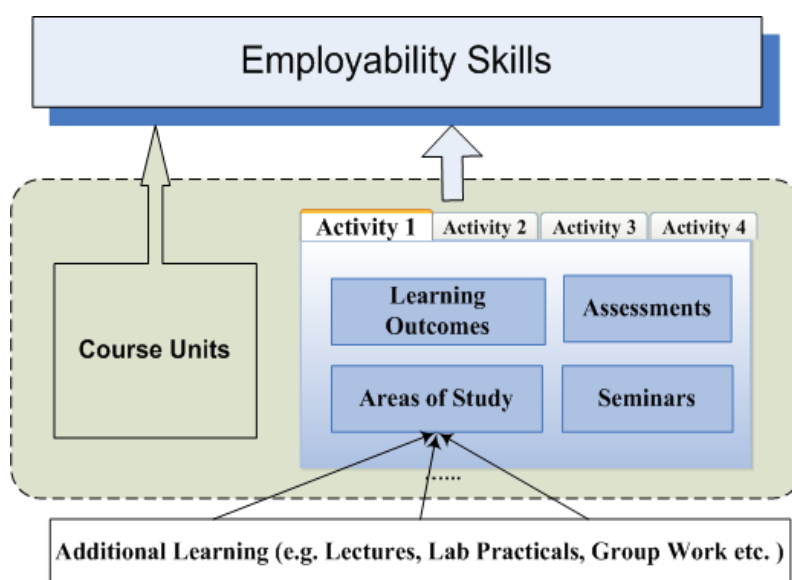 Employability Skills
Activity 1 Activity 2 Activity 3 Activity 4
Learning
Outcomes
Assessments
Course Units
Areas of Study
Seminars
......
Additional Learning (e.g. Lectures, Lab Practicals, Group Work etc. )